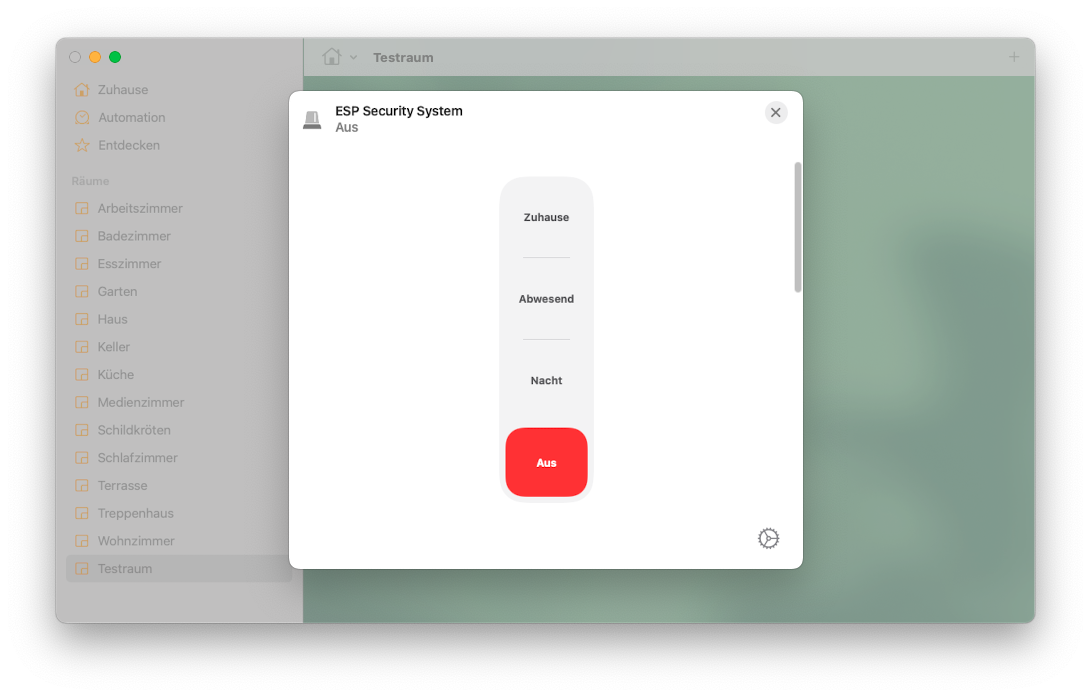 Zuhause
Automation
Entdecken
Räume
Arbeitszimmer
Badezimmer
Esszimmer
Garten
Haus
Keller
Küche
Medienzimmer
Schildkröten
Schlafzimmer
Terrasse
Treppenhaus
Wohnzimmer
Testraum
Testraum
ESP Security System
Aus
Zuhause
Abwesend
Nacht
Aus